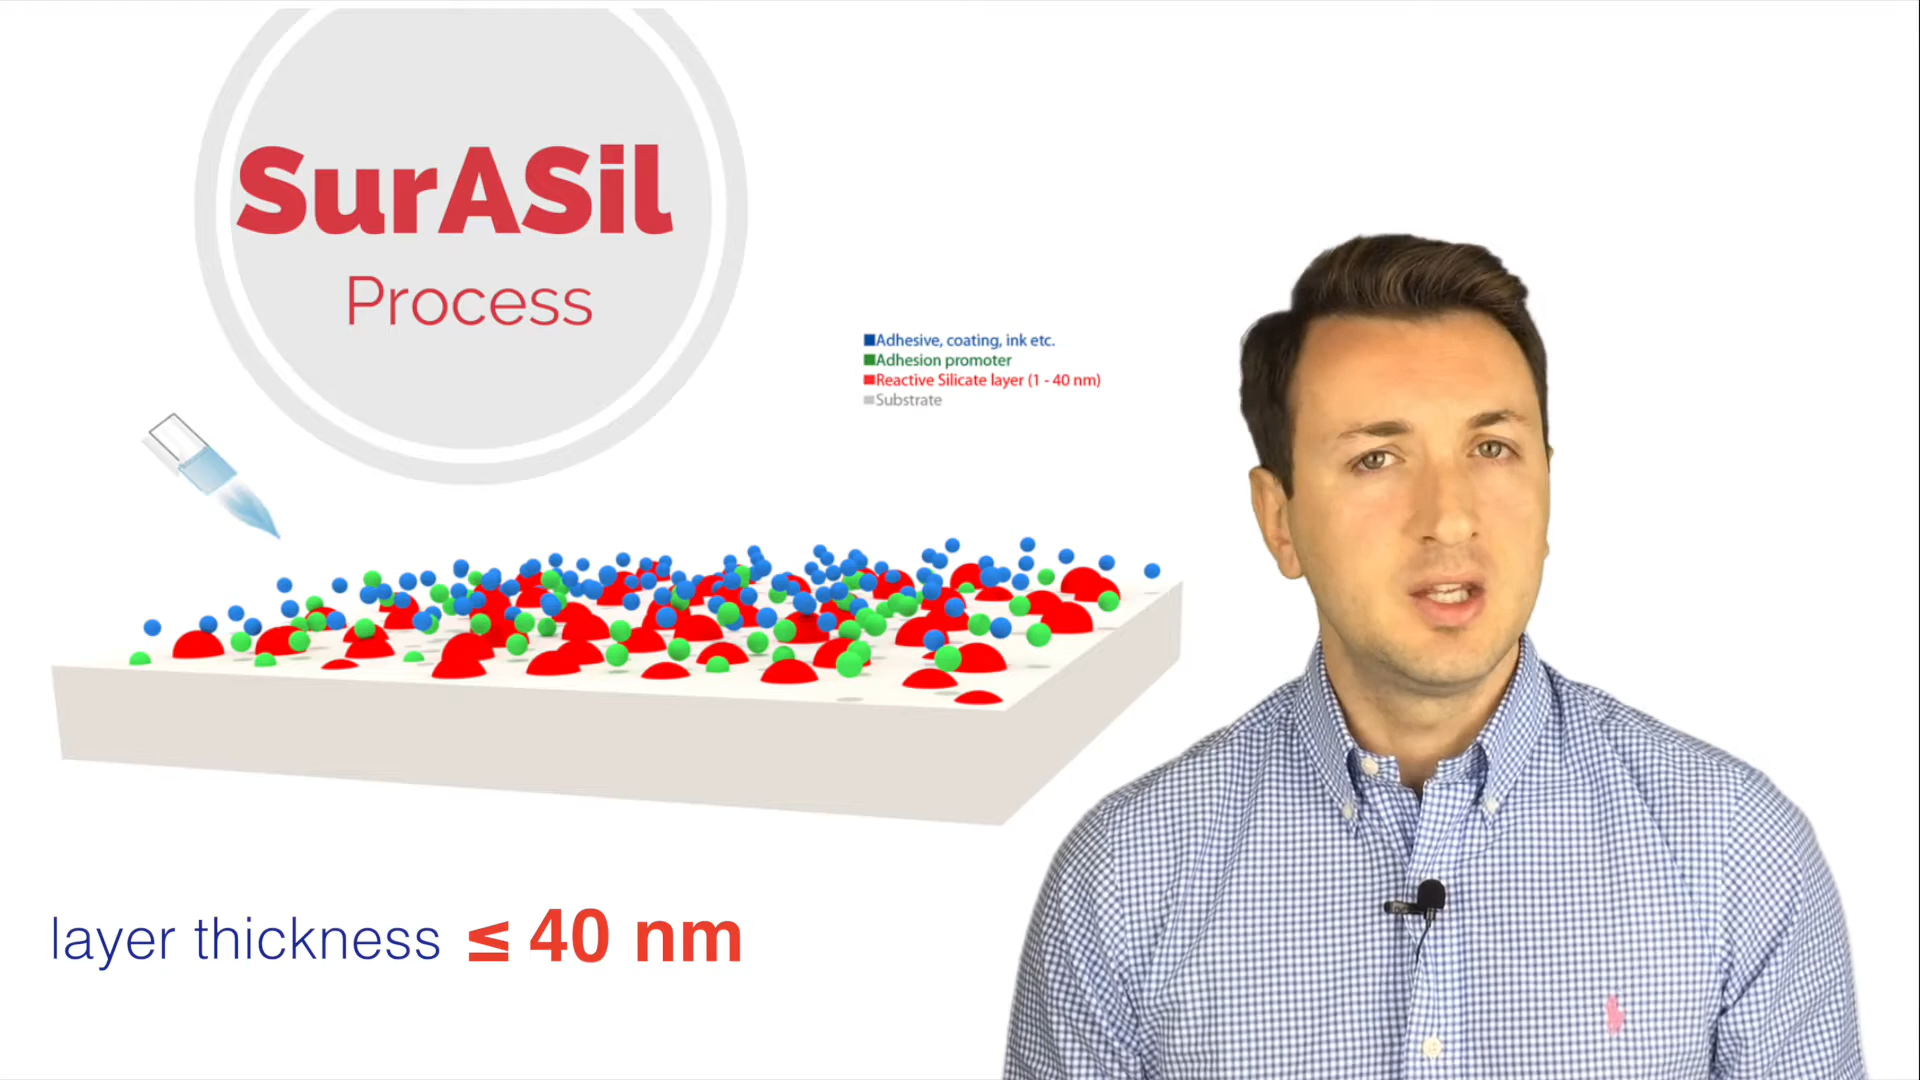 SurASil
Process
Adhesive, coating, ink etc.
Adhesion promoter
Reactive Silicate layer (1 - 40 nm)
Substrate
layer thickness ≤ 40 nm